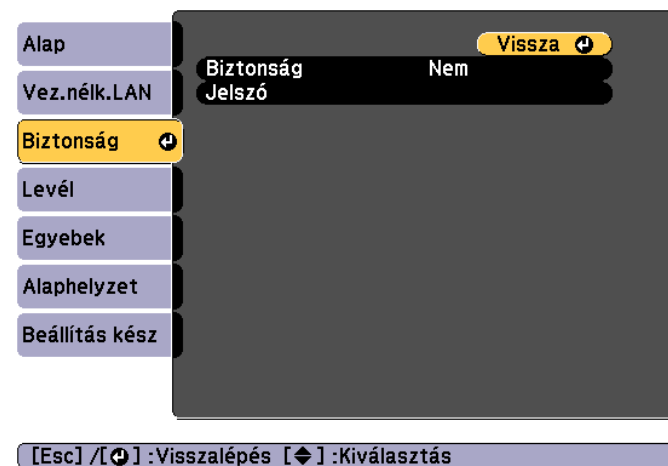 Alap
Vez.nélk.LAN
Biztonság
Levél
Egyebek
Alaphelyzet
Beállítás kész
Vissza
Biztonság Nem
Jelszó
[Esc] /[⏎] :Visszalépés [◆] :Kiválasztás